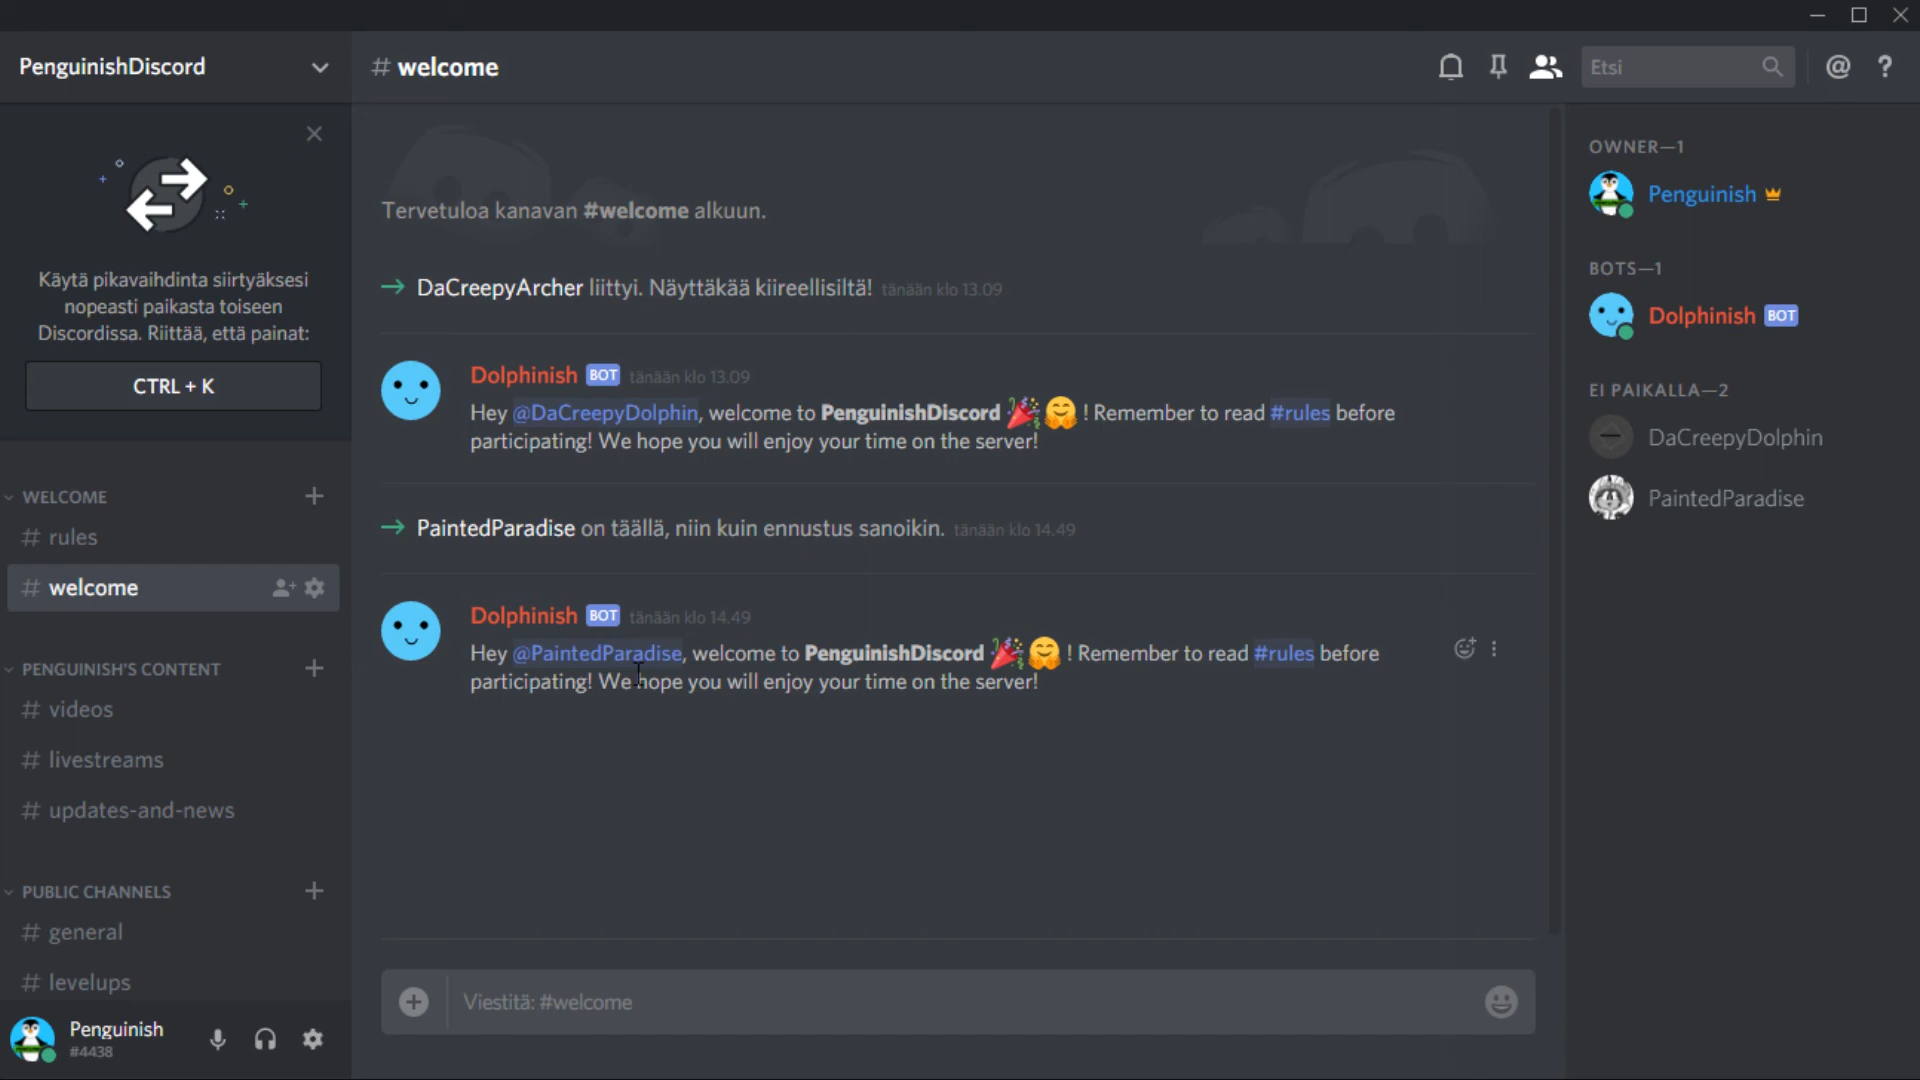 PenguinishDiscord
# welcome
Etsi
@ ?
Käytä pikavaihdinta siirtyäksesi
nopeasti paikasta toiseen
Discordissa. Riittää, että painat:
CTRL + K
WELCOME
# rules
# welcome
PENGUINISH'S CONTENT
# videos
# livestreams
# updates-and-news
PUBLIC CHANNELS
# general
# levelups
Penguinish
#4438
Tervetuloa kanavan #welcome alkuun.
DaCreepyArcher liittyi. Näyttäkää kiireellisiltä! tänään klo 13.09
Dolphinish BOT tänään klo 13.09
Hey @DaCreepyDolphin, welcome to PenguinishDiscord 🎉🤗 ! Remember to read #rules before
participating! We hope you will enjoy your time on the server!
PaintedParadise on täällä, niin kuin ennustus sanoikin. tänään klo 14.49
Dolphinish BOT tänään klo 14.49
Hey @PaintedParadise, welcome to PenguinishDiscord 🎉🤗 ! Remember to read #rules before
participating! We hope you will enjoy your time on the server!
Viestitä: #welcome
OWNER—1
Penguinish
BOTS—1
Dolphinish BOT
EI PAIKALLA—2
DaCreepyDolphin
PaintedParadise